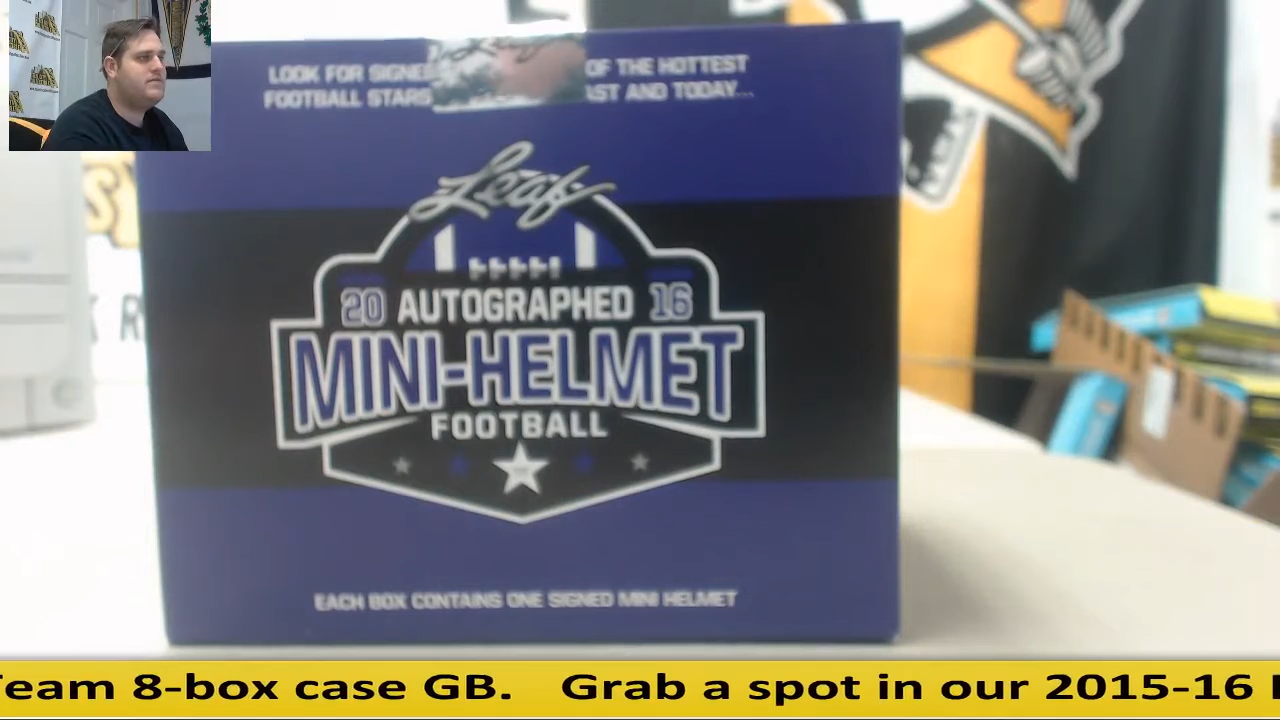 LOOK FOR SIGNED OF THE HOTTEST
FOOTBALL STARS AST AND TODAY...
Leaf
20 AUTOGRAPHED 16
MINI-HELMET
FOOTBALL
EACH BOX CONTAINS ONE SIGNED MINI HELMET
Team 8-box case GB. Grab a spot in our 2015-16